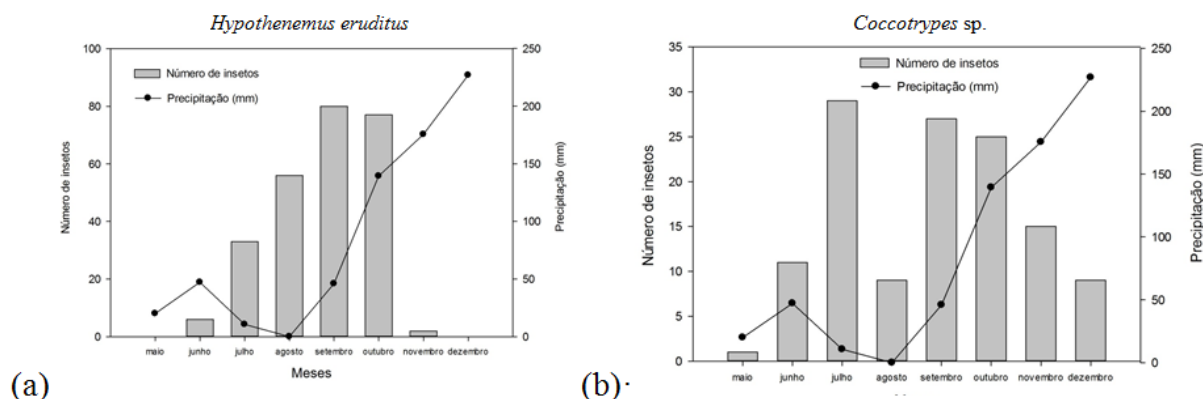 Hypothenemus eruditus
100
80
60
40
20
0
Número de insetos
Número de insetos
Precipitação (mm)
250
200
150
100
50
0
Precipitação (mm)
maio junho julho agosto setembro outubro novembro dezembro
Meses
(a)
Coccotrypes sp.
35
30
25
20
15
10
5
0
Número de insetos
Número de insetos
Precipitação (mm)
250
200
150
100
50
0
Precipitação (mm)
maio junho julho agosto setembro outubro novembro dezembro
(b).